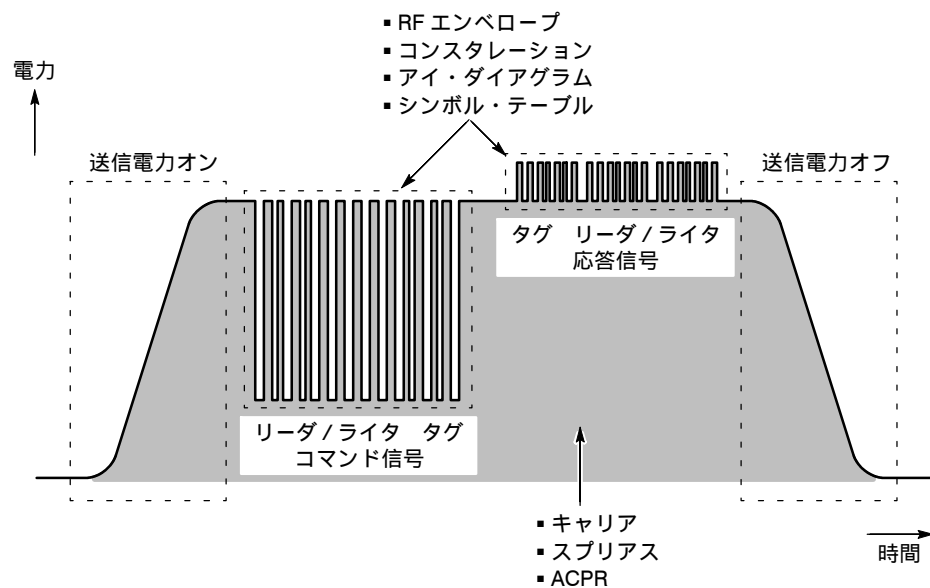 ▪ RF エンベロープ
▪ コンスタレーション
▪ アイ・ダイアグラム
▪ シンボル・テーブル
電力
送信電力オン
送信電力オフ
タグ リーダ / ライタ
応答信号
リーダ / ライタ タグ
コマンド信号
▪ キャリア
▪ スプリアス
▪ ACPR
時間